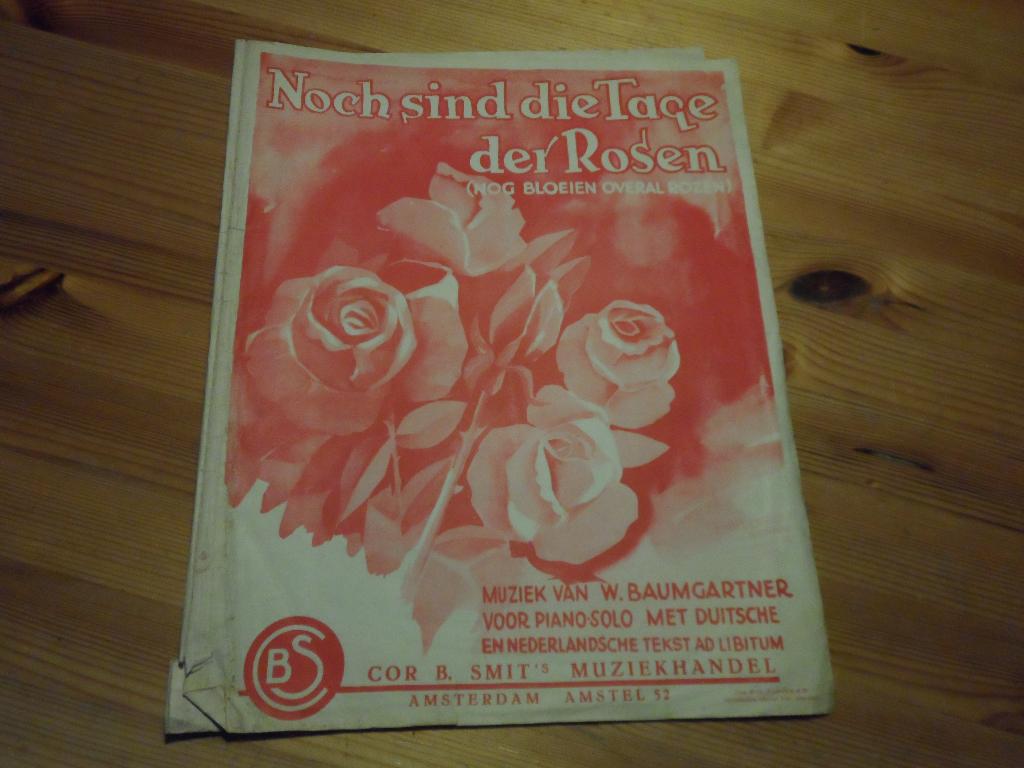 Noch sind die Tage
der Rosen
(NOG BLOEIEN OVERAL ROZEN)
MUZIEK VAN W. BAUMGARTNER
VOOR PIANO-SOLO MET DUITSCHE
EN NEDERLANDSCHE TEKST AD LIBITUM
CBS
COR B. SMIT'S MUZIEKHANDEL
AMSTERDAM AMSTEL 52